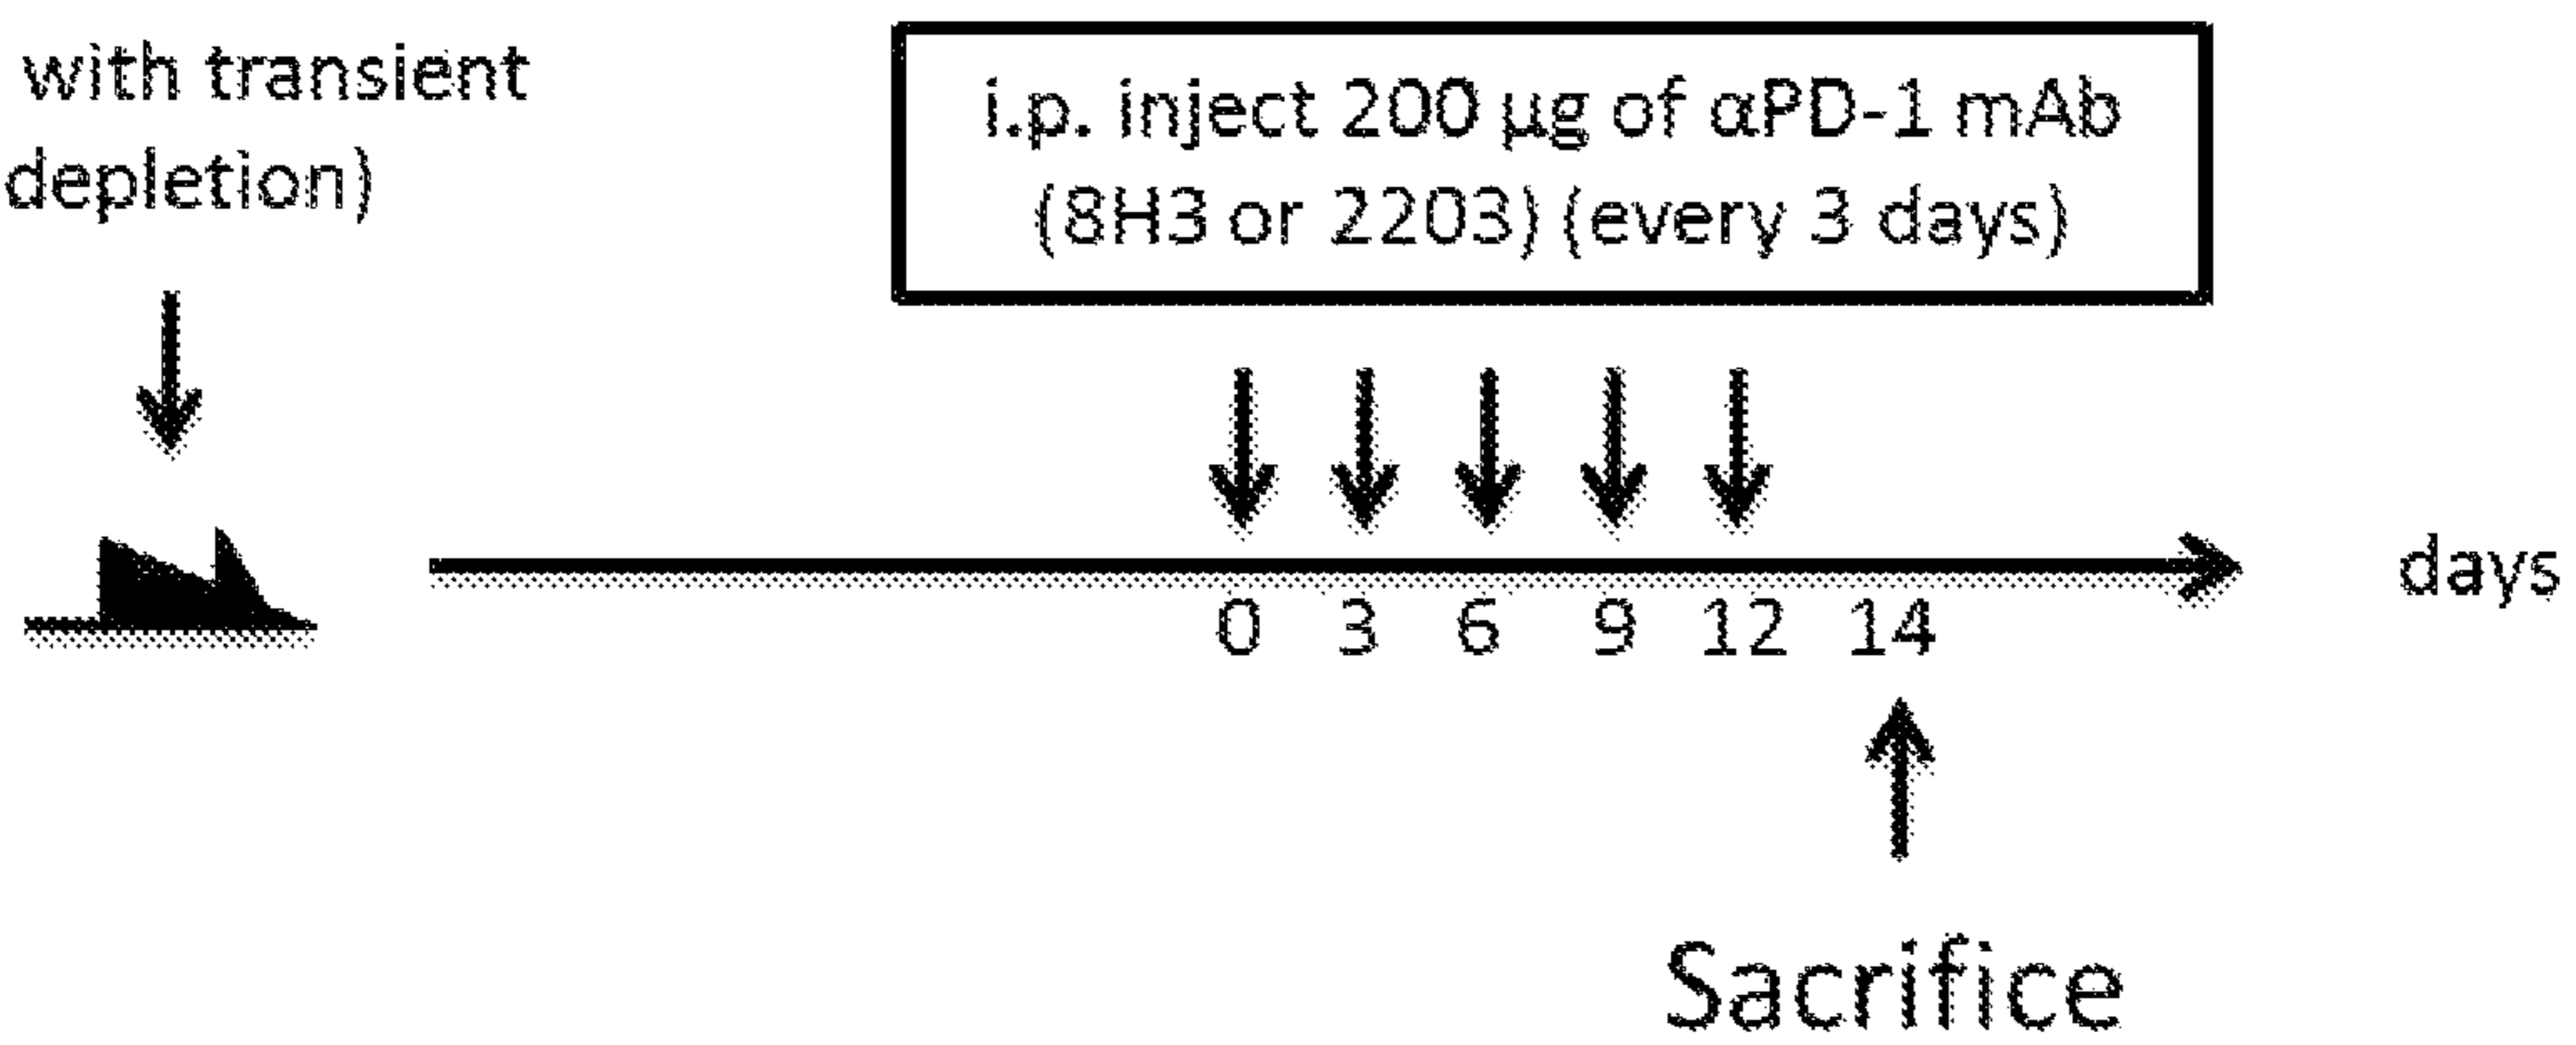 with transient
depletion)
i.p. inject 200 µg of αPD-1 mAb
(8H3 or 2203) (every 3 days)
days
0 3 6 9 12 14
Sacrifice